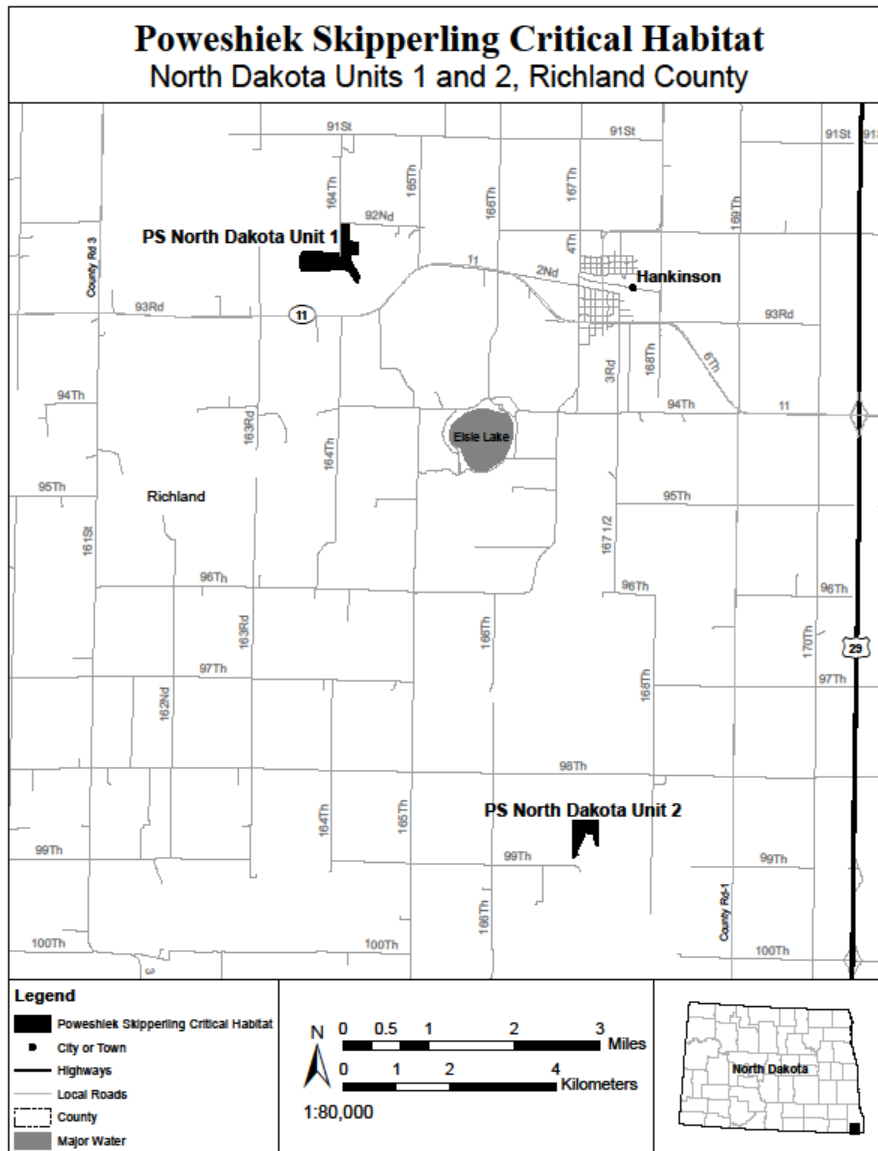 Poweshiek Skipperling Critical Habitat
North Dakota Units 1 and 2, Richland County
91St
91St
91St
91S
164Th
165Th
166Th
167Th
169Th
92Nd
4Th
PS North Dakota Unit 1
County Rd 3
11
2Nd
Hankinson
93Rd
11
93Rd
3Rd
168Th
6Th
94Th
163Rd
164Th
94Th
11
Elsie Lake
95Th
Richland
95Th
161St
167 1/2
96Th
96Th
96Th
163Rd
166Th
170Th
29
97Th
97Th
162Nd
168Th
98Th
PS North Dakota Unit 2
164Th
165Th
99Th
99Th
99Th
166Th
County Rd-1
100Th
100Th
100Th
3
Legend
Poweshiek Skipperling Critical Habitat
City or Town
Highways
Local Roads
County
Major Water
N
0 0.5 1 2 3
Miles
0 1 2 4
Kilometers
1:80,000
North Dakota